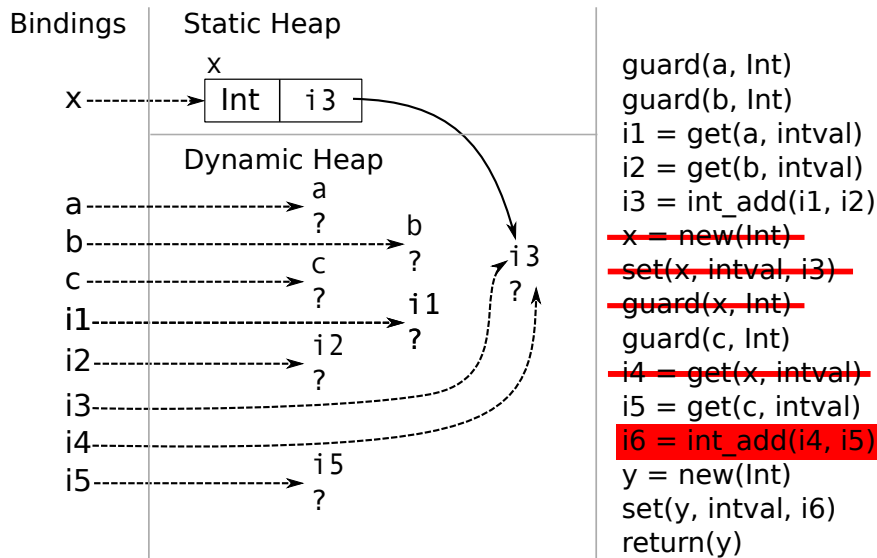 Bindings
Static Heap
x
x
Int
i3
Dynamic Heap
a
a
?
b
b
?
c
c
?
i3
?
i1
i1
?
i2
i2
?
i3
i4
i5
i5
?
guard(a, Int)
guard(b, Int)
i1 = get(a, intval)
i2 = get(b, intval)
i3 = int_add(i1, i2)
x = new(Int)
set(x, intval, i3)
guard(x, Int)
guard(c, Int)
i4 = get(x, intval)
i5 = get(c, intval)
i6 = int_add(i4, i5)
y = new(Int)
set(y, intval, i6)
return(y)